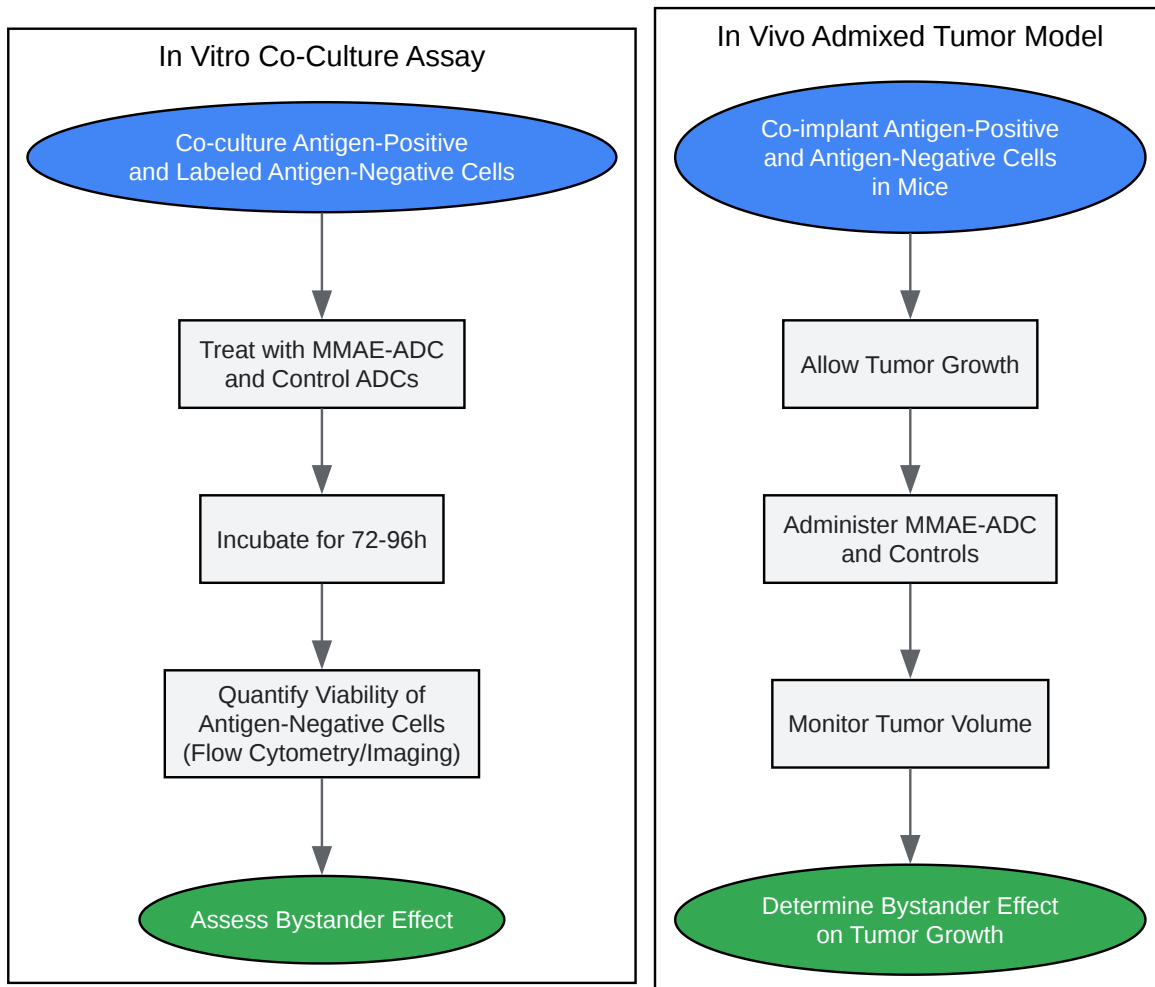 In Vitro Co-Culture Assay
Co-culture Antigen-Positive
and Labeled Antigen-Negative Cells
Treat with MMAE-ADC
and Control ADCs
Incubate for 72-96h
Quantify Viability of
Antigen-Negative Cells
(Flow Cytometry/Imaging)
Assess Bystander Effect
In Vivo Admixed Tumor Model
Co-implant Antigen-Positive
and Antigen-Negative Cells
in Mice
Allow Tumor Growth
Administer MMAE-ADC
and Controls
Monitor Tumor Volume
Determine Bystander Effect
on Tumor Growth